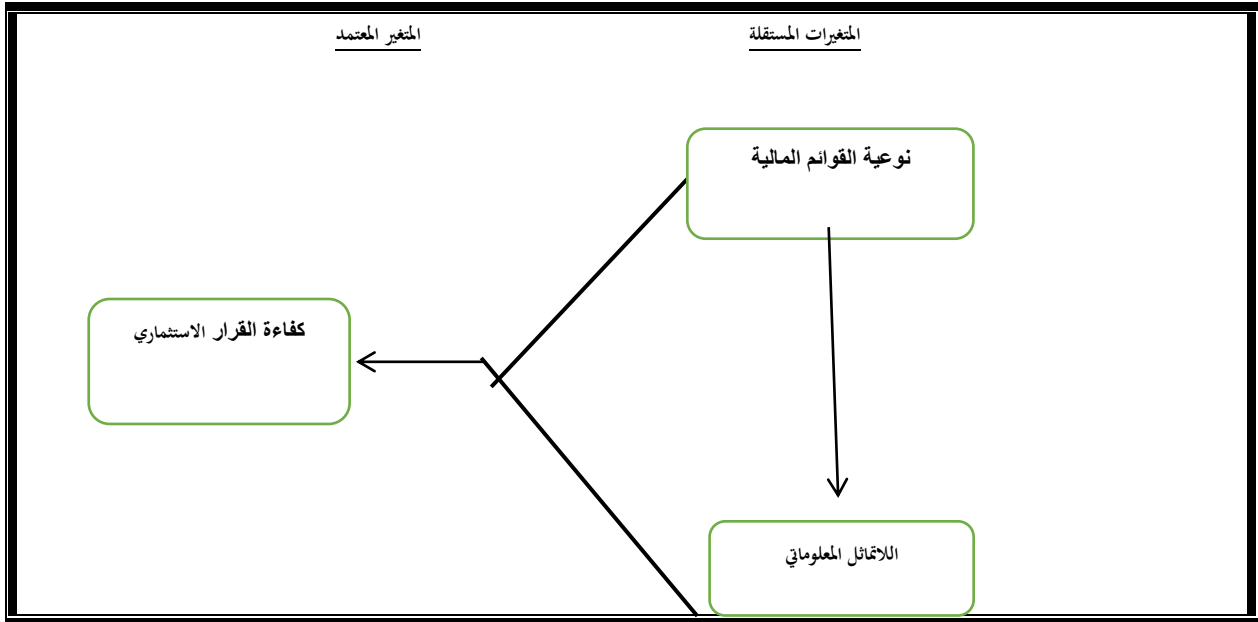 المتغيرات المستقلة
المتغير المعتمد
نوعية القوائم المالية
كفاءة القرار الاستثماري
اللاتماثل المعلوماتي